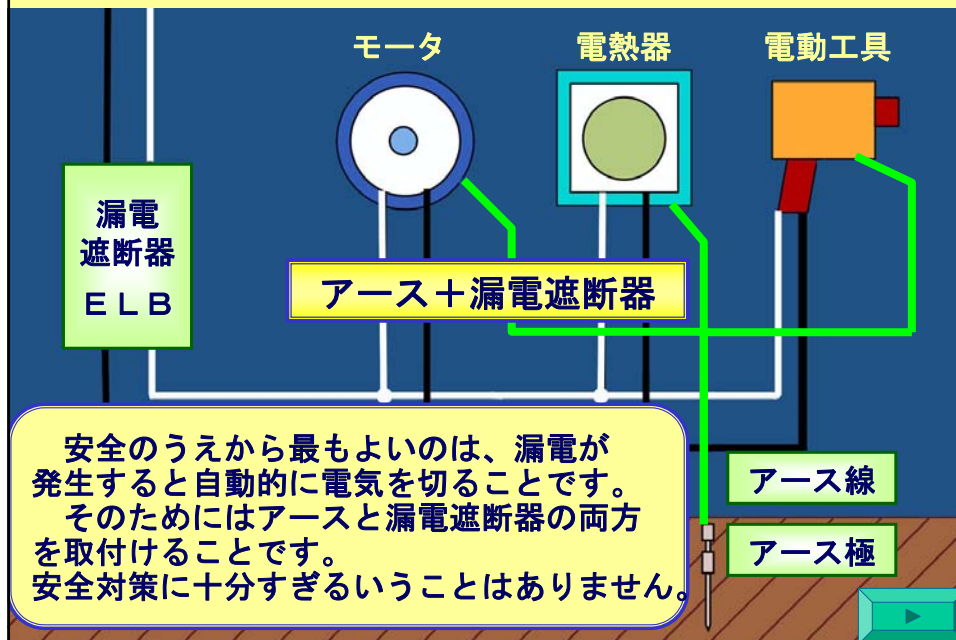 モータ
電熱器
電動工具
漏電
遮断器
ＥＬＢ
アース＋漏電遮断器
安全のうえから最もよいのは、漏電が
発生すると自動的に電気を切ることです。
そのためにはアースと漏電遮断器の両方
を取付けることです。
安全対策に十分すぎるいうことはありません。
アース線
アース極